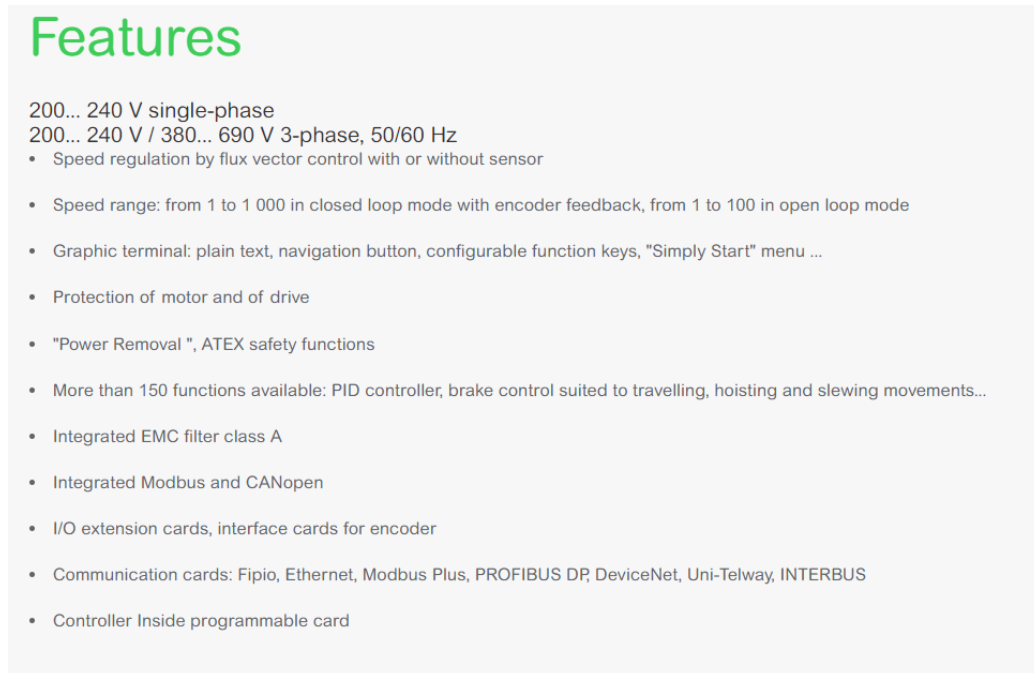 Features
200... 240 V single-phase
200... 240 V / 380... 690 V 3-phase, 50/60 Hz
• Speed regulation by flux vector control with or without sensor
• Speed range: from 1 to 1 000 in closed loop mode with encoder feedback, from 1 to 100 in open loop mode
• Graphic terminal: plain text, navigation button, configurable function keys, "Simply Start" menu ...
• Protection of motor and of drive
• "Power Removal ", ATEX safety functions
• More than 150 functions available: PID controller, brake control suited to travelling, hoisting and slewing movements...
• Integrated EMC filter class A
• Integrated Modbus and CANopen
• I/O extension cards, interface cards for encoder
• Communication cards: Fipio, Ethernet, Modbus Plus, PROFIBUS DP, DeviceNet, Uni-Telway, INTERBUS
• Controller Inside programmable card